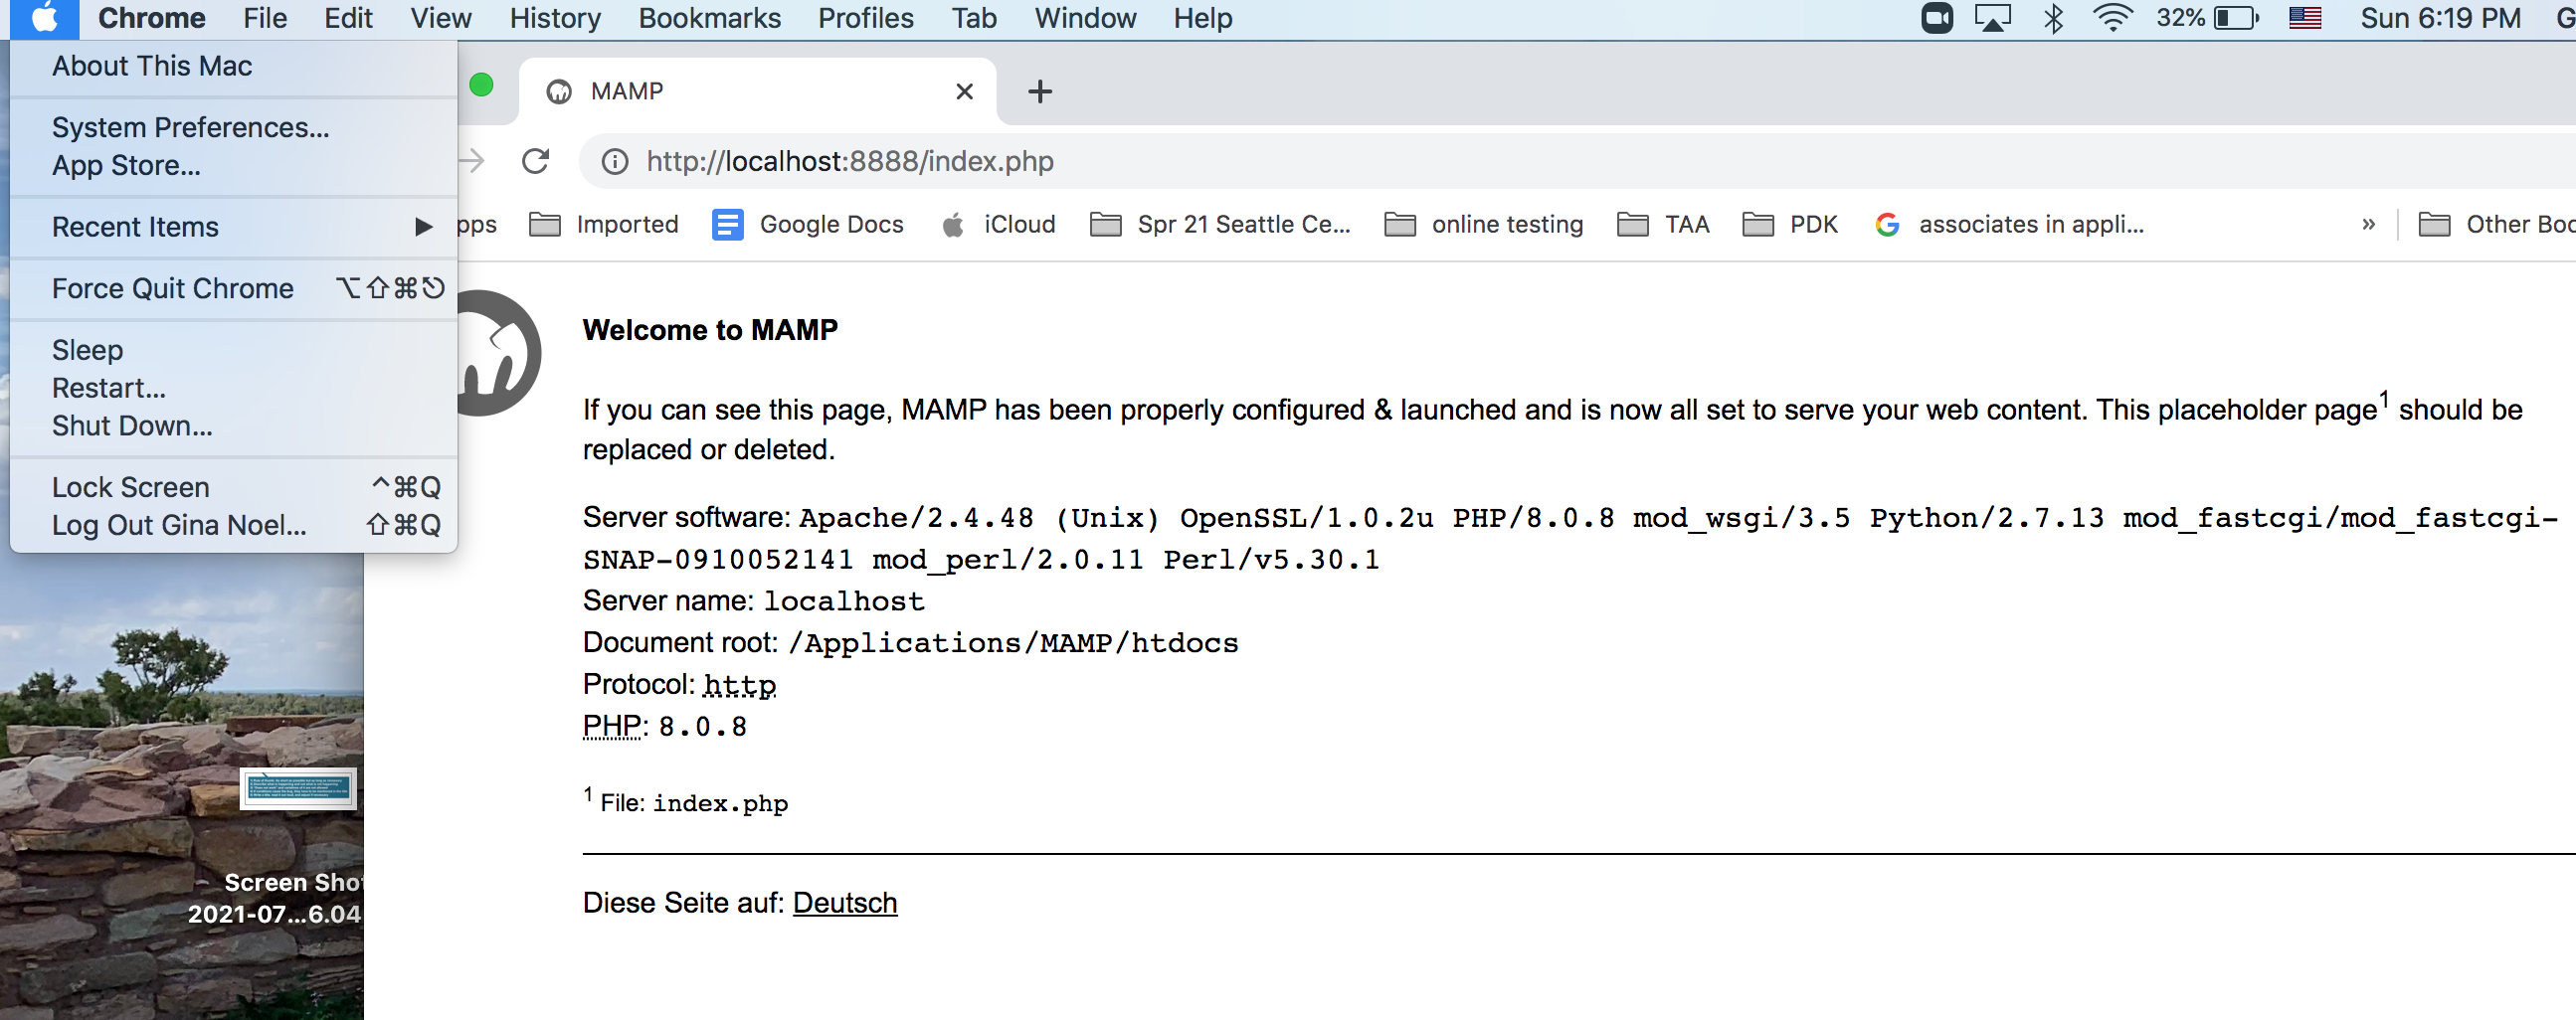 Chrome File Edit View History Bookmarks Profiles Tab Window Help 32% Sun 6:19 PM G
About This Mac
System Preferences...
App Store...
Recent Items ▶
Force Quit Chrome ⌥⇧⌘⎋
Sleep
Restart...
Shut Down...
Lock Screen ^⌘Q
Log Out Gina Noel... ⇧⌘Q
MAMP
http://localhost:8888/index.php
pps Imported Google Docs iCloud Spr 21 Seattle Ce... online testing TAA PDK associates in appli... » Other Boo
Welcome to MAMP
If you can see this page, MAMP has been properly configured & launched and is now all set to serve your web content. This placeholder page¹ should be
replaced or deleted.
Server software: Apache/2.4.48 (Unix) OpenSSL/1.0.2u PHP/8.0.8 mod_wsgi/3.5 Python/2.7.13 mod_fastcgi/mod_fastcgi-
SNAP-0910052141 mod_perl/2.0.11 Perl/v5.30.1
Server name: localhost
Document root: /Applications/MAMP/htdocs
Protocol: http
PHP: 8.0.8
¹ File: index.php
Diese Seite auf: Deutsch
Screen Shot
2021-07...6.04